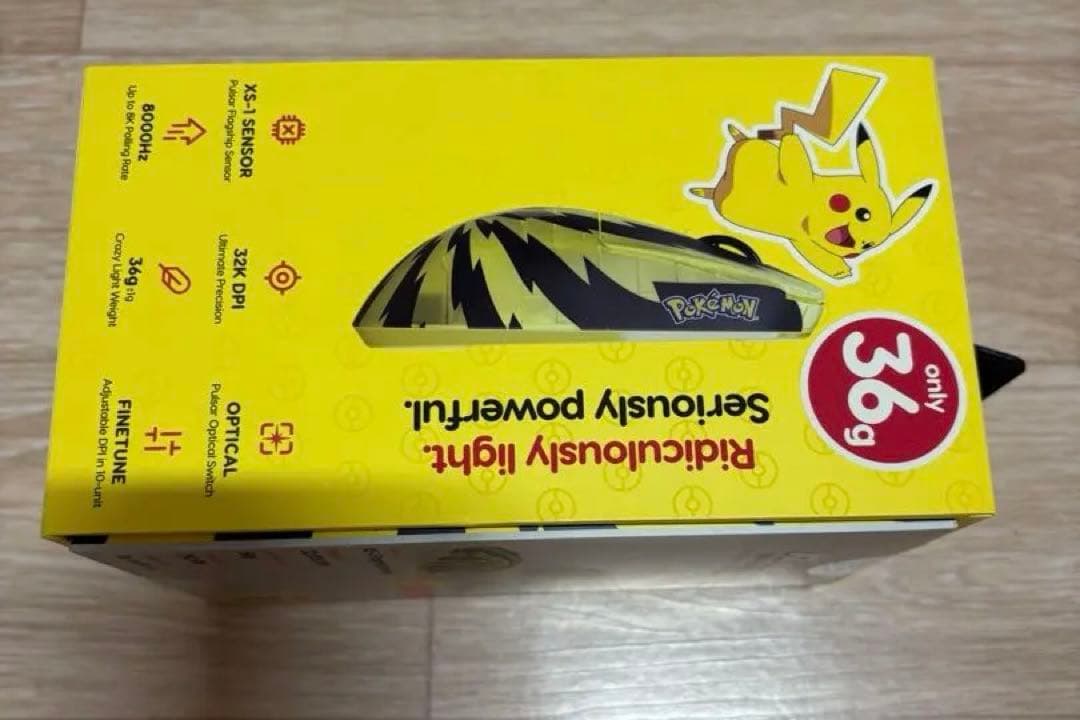 only
36g
Ridiculously light.
Seriously powerful.
POKéMON
XS-1 SENSOR
Pulsar Flagship Sensor
32K DPI
Ultimate Precision
OPTICAL
Pulsar Optical Switch
8000Hz
Up to 8K Polling Rate
36g±1g
Crazy Light Weight
FINETUNE
Adjustable DPI in 10-unit